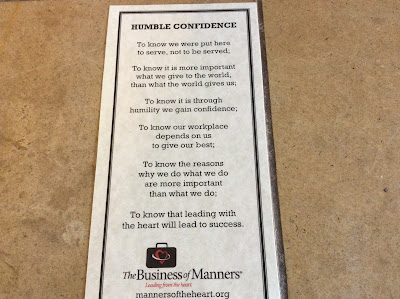 HUMBLE CONFIDENCE
To know we were put here
to serve, not to be served;
To know it is more important
what we give to the world,
than what the world gives us;
To know it is through
humility we gain confidence;
To know our workplace
depends on us
to give our best;
To know the reasons
why we do what we do
are more important
than what we do;
To know that leading with
the heart will lead to success.
The Business of Manners®
Leading from the heart
mannersoftheheart.org